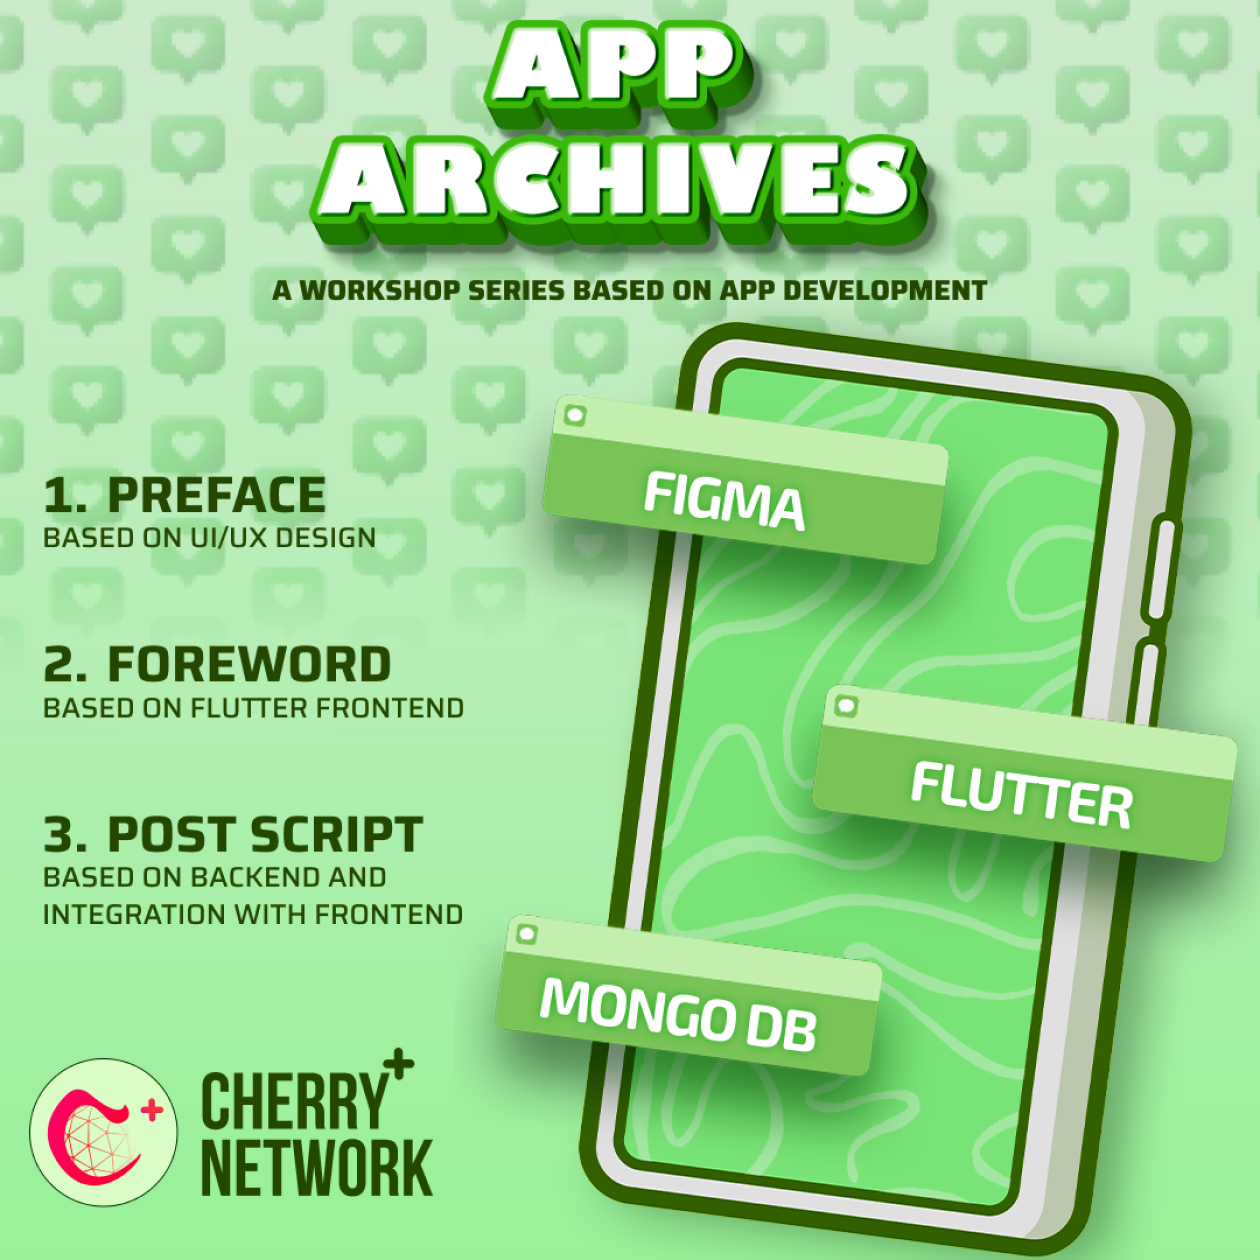 APP
ARCHIVES
A WORKSHOP SERIES BASED ON APP DEVELOPMENT
1. PREFACE
BASED ON UI/UX DESIGN
2. FOREWORD
BASED ON FLUTTER FRONTEND
3. POST SCRIPT
BASED ON BACKEND AND
INTEGRATION WITH FRONTEND
FIGMA
FLUTTER
MONGO DB
CHERRY+
NETWORK